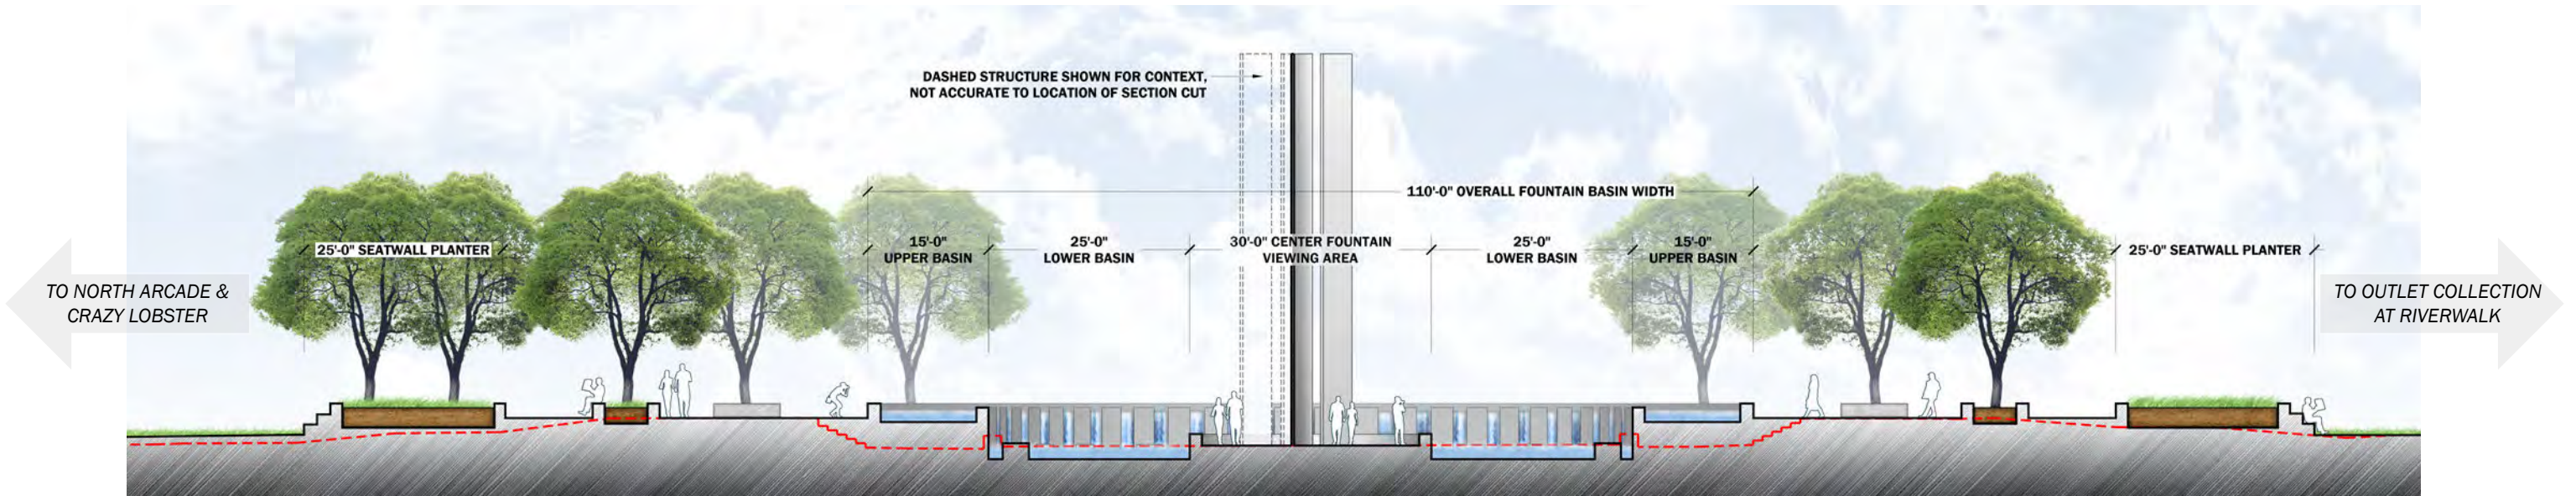 DASHED STRUCTURE SHOWN FOR CONTEXT,
NOT ACCURATE TO LOCATION OF SECTION CUT
110'-0" OVERALL FOUNTAIN BASIN WIDTH
25'-0" SEATWALL PLANTER
15'-0"
UPPER BASIN
25'-0"
LOWER BASIN
30'-0" CENTER FOUNTAIN
VIEWING AREA
25'-0"
LOWER BASIN
15'-0"
UPPER BASIN
25'-0" SEATWALL PLANTER
TO NORTH ARCADE &
CRAZY LOBSTER
TO OUTLET COLLECTION
AT RIVERWALK